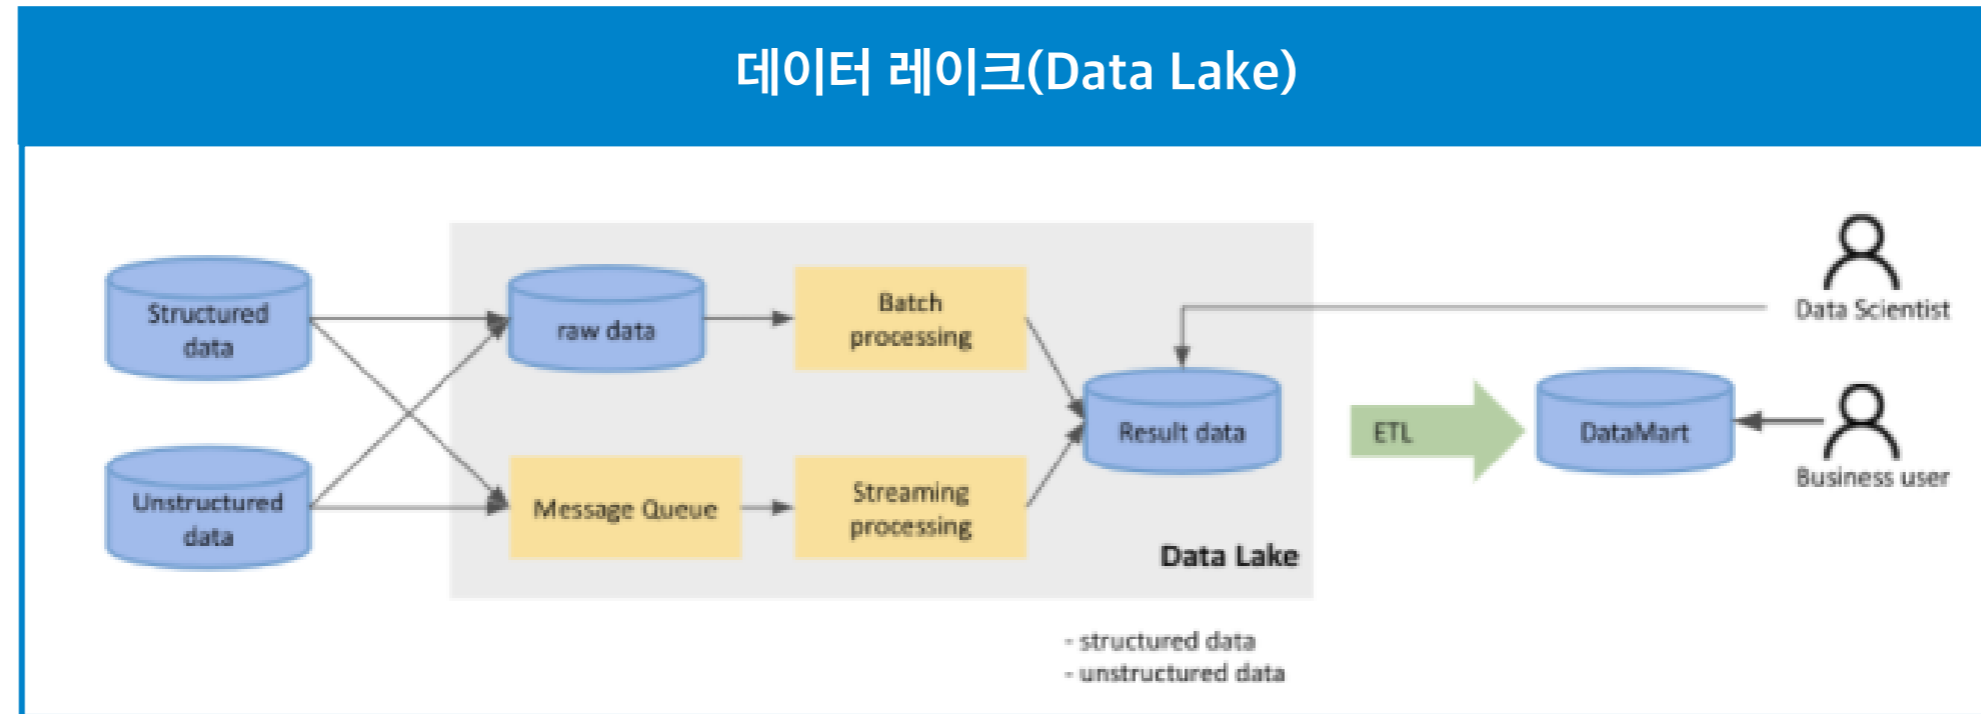 데이터 레이크(Data Lake)
Structured
data
Unstructured
data
raw data
Message Queue
Batch
processing
Streaming
processing
Result data
Data Lake
- structured data
- unstructured data
ETL
DataMart
Data Scientist
Business user